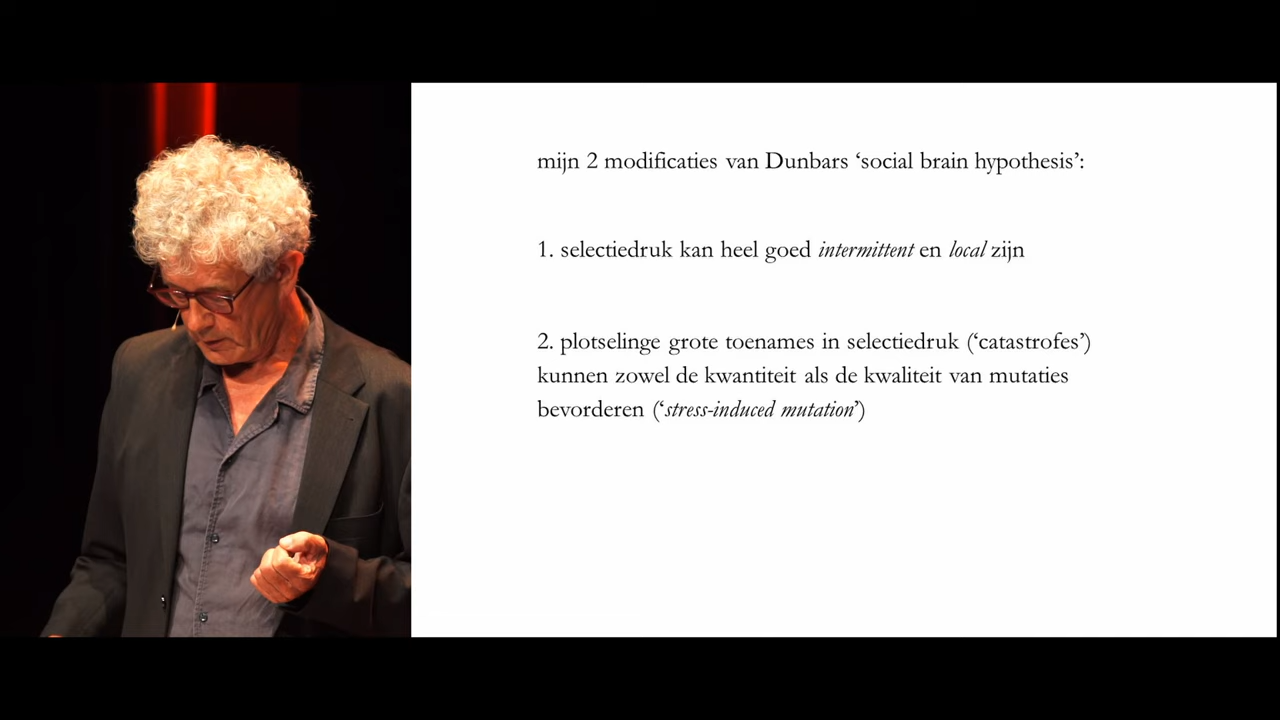 mijn 2 modificaties van Dunbars ‘social brain hypothesis’:
1. selectiedruk kan heel goed intermittent en local zijn
2. plotselinge grote toenames in selectiedruk (‘catastrofes’)
kunnen zowel de kwantiteit als de kwaliteit van mutaties
bevorderen (‘stress-induced mutation’)